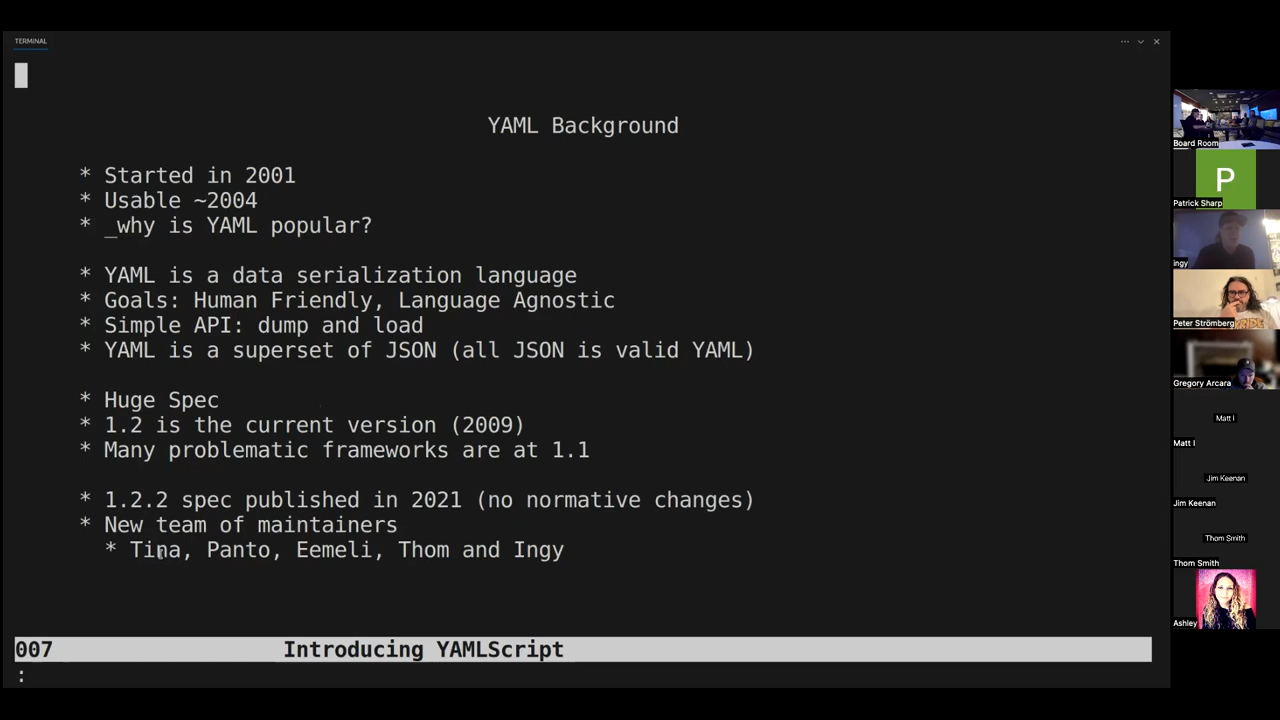 TERMINAL
YAML Background
* Started in 2001
* Usable ~2004
* _why is YAML popular?
* YAML is a data serialization language
* Goals: Human Friendly, Language Agnostic
* Simple API: dump and load
* YAML is a superset of JSON (all JSON is valid YAML)
* Huge Spec
* 1.2 is the current version (2009)
* Many problematic frameworks are at 1.1
* 1.2.2 spec published in 2021 (no normative changes)
* New team of maintainers
* Tina, Panto, Eemeli, Thom and Ingy
007 Introducing YAMLScript
:
Board Room
P
Patrick Sharp
ingy
Peter Strömberg
Gregory Arcara
Matt I
Matt I
Jim Keenan
Jim Keenan
Thom Smith
Thom Smith
Ashley